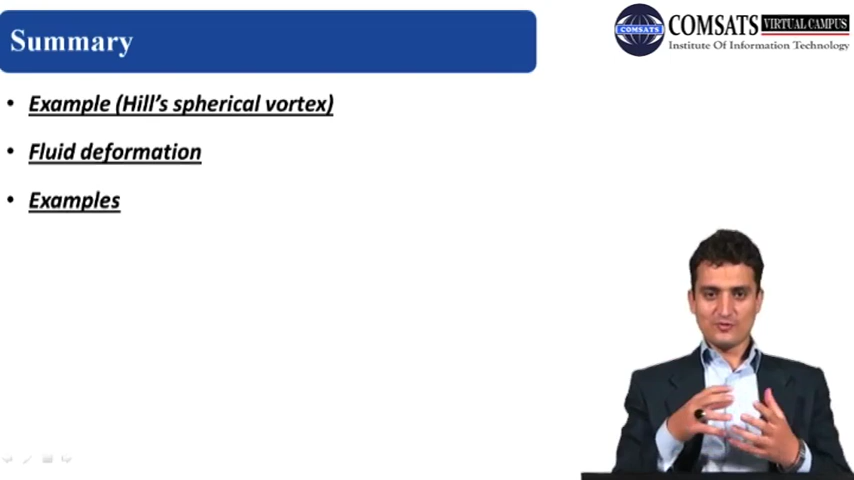 Summary
COMSATS VIRTUAL CAMPUS
COMSATS
Institute Of Information Technology
• Example (Hill's spherical vortex)
• Fluid deformation
• Examples